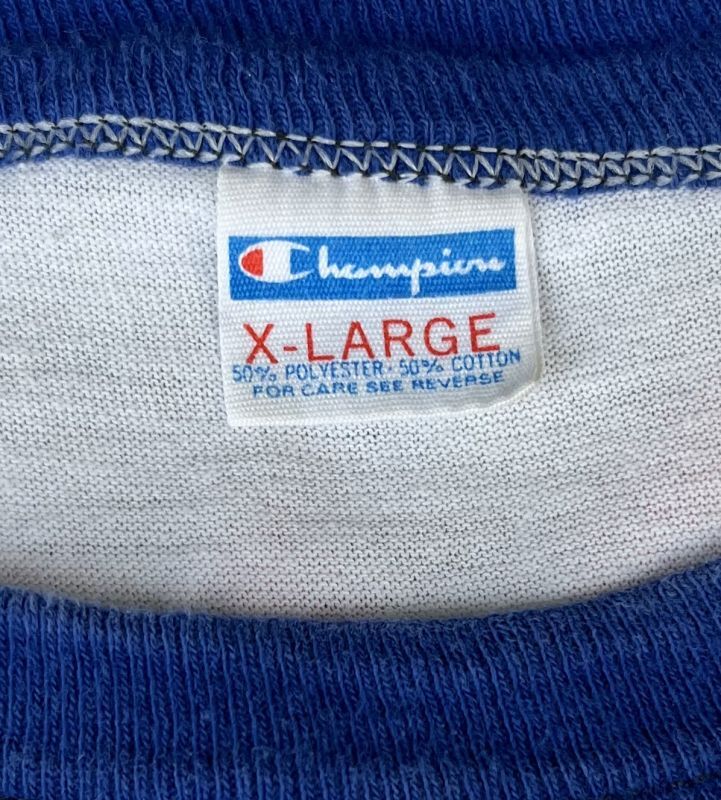 Champion
X-LARGE
50% POLYESTER · 50% COTTON
FOR CARE SEE REVERSE